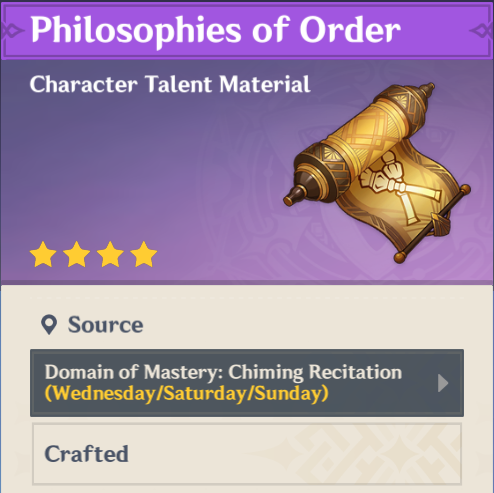 Philosophies of Order
Character Talent Material
Source
Domain of Mastery: Chiming Recitation
(Wednesday/Saturday/Sunday)
Crafted